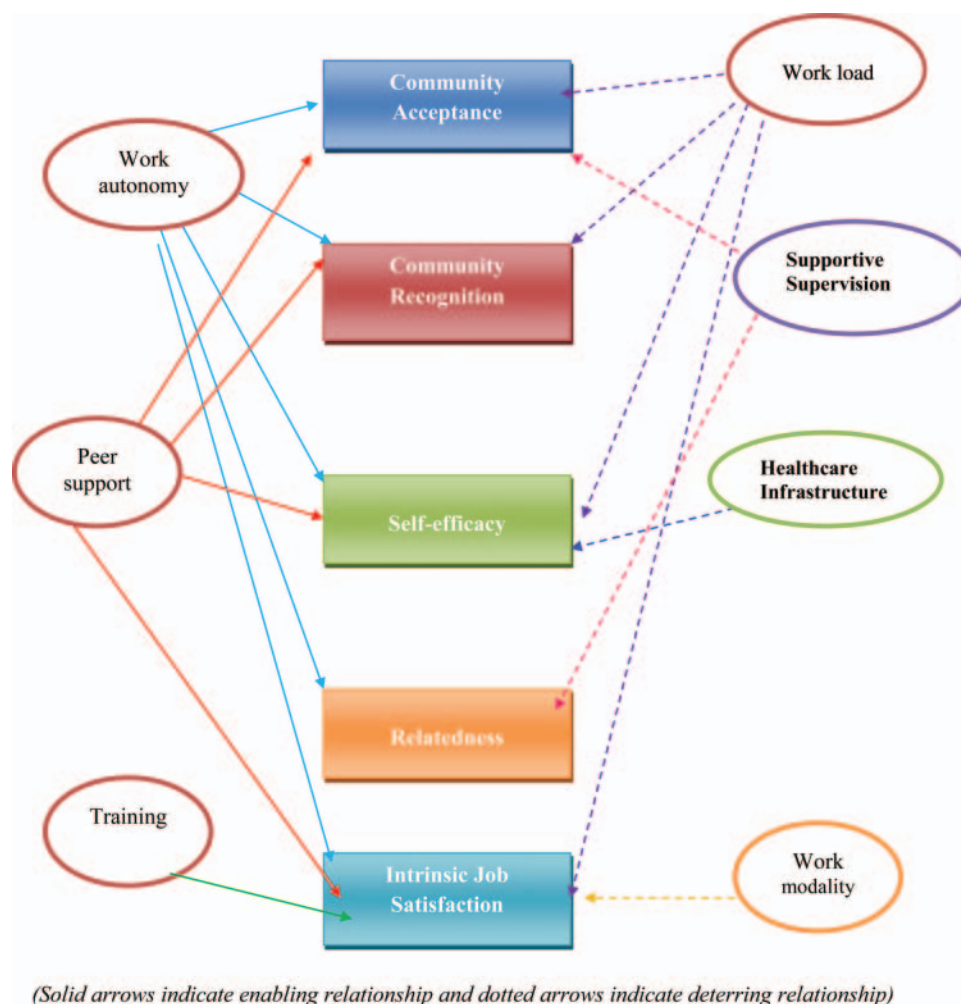 Community
Acceptance
Work load
Work
autonomy
Community
Recognition
Supportive
Supervision
Peer
support
Self-efficacy
Healthcare
Infrastructure
Relatedness
Training
Intrinsic Job
Satisfaction
Work
modality
(Solid arrows indicate enabling relationship and dotted arrows indicate deterring relationship)